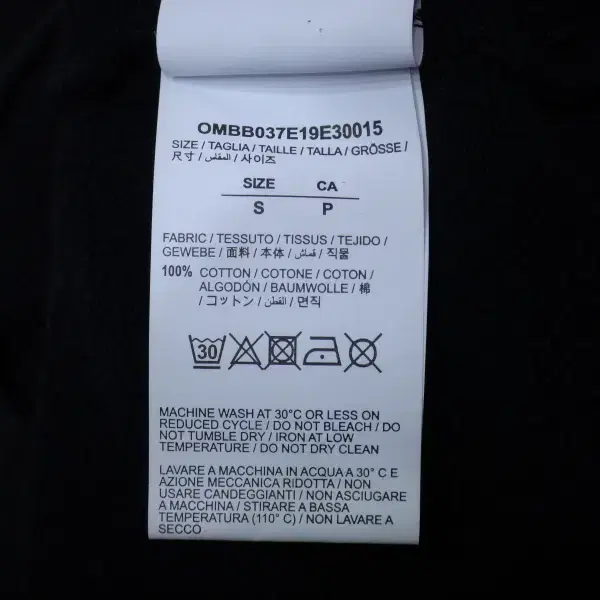 OMBB037E19E30015
SIZE / TAGLIA / TAILLE / TALLA / GRÖSSE /
尺寸 / المقاس / 사이즈
SIZE CA
S P
FABRIC / TESSUTO / TISSUS / TEJIDO /
GEWEBE / 面料 / 本体 / قماش / 직물
100% COTTON / COTONE / COTON /
ALGODÓN / BAUMWOLLE / 棉
/ コットン / القطن / 면직
30
MACHINE WASH AT 30°C OR LESS ON
REDUCED CYCLE / DO NOT BLEACH / DO
NOT TUMBLE DRY / IRON AT LOW
TEMPERATURE / DO NOT DRY CLEAN
LAVARE A MACCHINA IN ACQUA A 30° C E
AZIONE MECCANICA RIDOTTA / NON
USARE CANDEGGIANTI / NON ASCIUGARE
A MACCHINA / STIRARE A BASSA
TEMPERATURA (110° C) / NON LAVARE A
SECCO